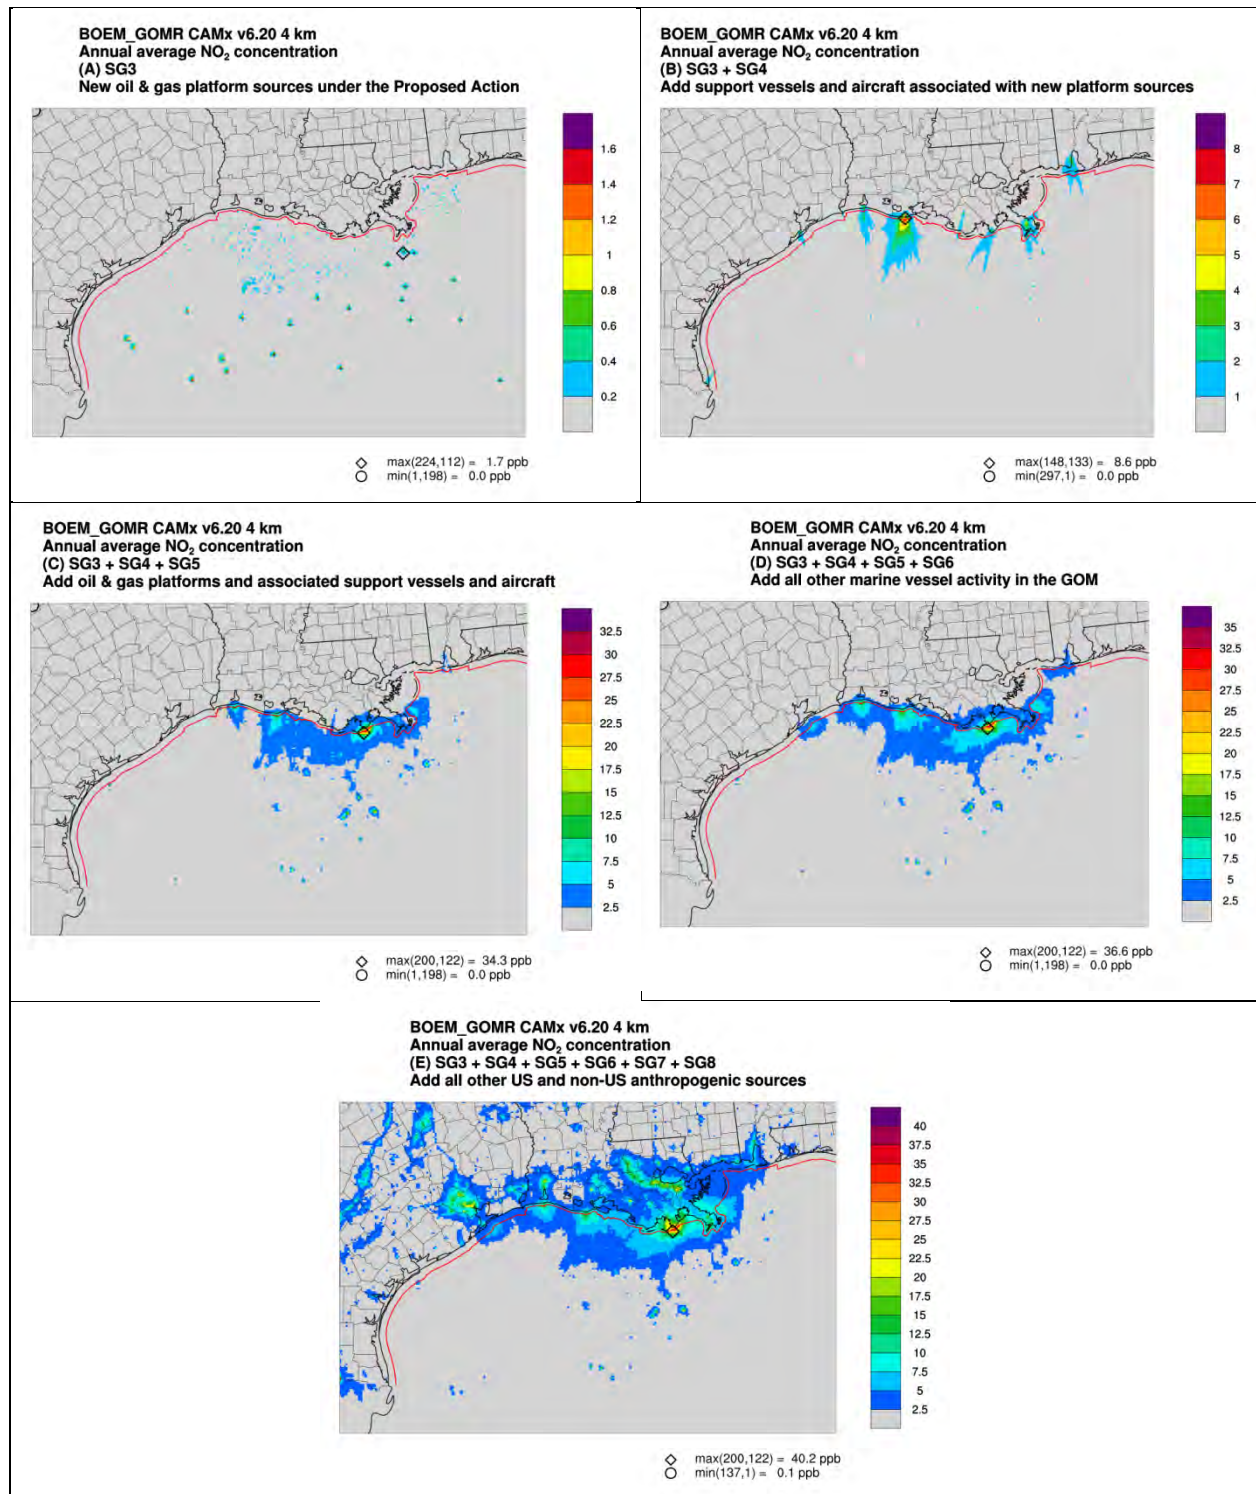 BOEM_GOMR CAMx v6.20 4 km
Annual average NO₂ concentration
(A) SG3
New oil & gas platform sources under the Proposed Action
1.6
1.4
1.2
1
0.8
0.6
0.4
0.2
max(224,112) = 1.7 ppb
min(1,198) = 0.0 ppb
BOEM_GOMR CAMx v6.20 4 km
Annual average NO₂ concentration
(B) SG3 + SG4
Add support vessels and aircraft associated with new platform sources
8
7
6
5
4
3
2
1
max(148,133) = 8.6 ppb
min(297,1) = 0.0 ppb
BOEM_GOMR CAMx v6.20 4 km
Annual average NO₂ concentration
(C) SG3 + SG4 + SG5
Add oil & gas platforms and associated support vessels and aircraft
32.5
30
27.5
25
22.5
20
17.5
15
12.5
10
7.5
5
2.5
max(200,122) = 34.3 ppb
min(1,198) = 0.0 ppb
BOEM_GOMR CAMx v6.20 4 km
Annual average NO₂ concentration
(D) SG3 + SG4 + SG5 + SG6
Add all other marine vessel activity in the GOM
35
32.5
30
27.5
25
22.5
20
17.5
15
12.5
10
7.5
5
2.5
max(200,122) = 36.6 ppb
min(1,198) = 0.0 ppb
BOEM_GOMR CAMx v6.20 4 km
Annual average NO₂ concentration
(E) SG3 + SG4 + SG5 + SG6 + SG7 + SG8
Add all other US and non-US anthropogenic sources
40
37.5
35
32.5
30
27.5
25
22.5
20
17.5
15
12.5
10
7.5
5
2.5
max(200,122) = 40.2 ppb
min(137,1) = 0.1 ppb